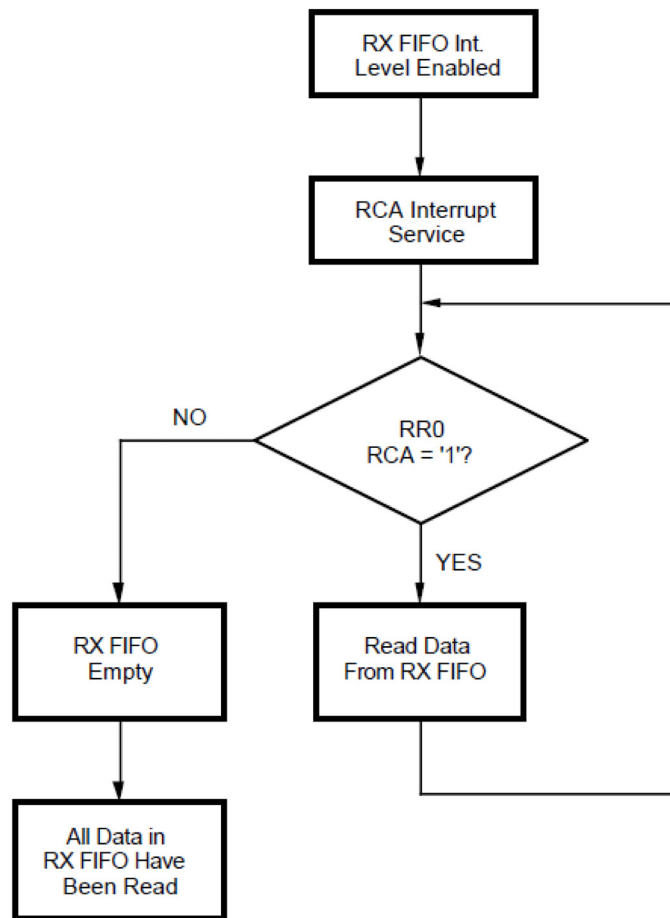 RX FIFO Int.
Level Enabled
RCA Interrupt
Service
RR0
RCA = '1'?
NO
YES
RX FIFO
Empty
Read Data
From RX FIFO
All Data in
RX FIFO Have
Been Read